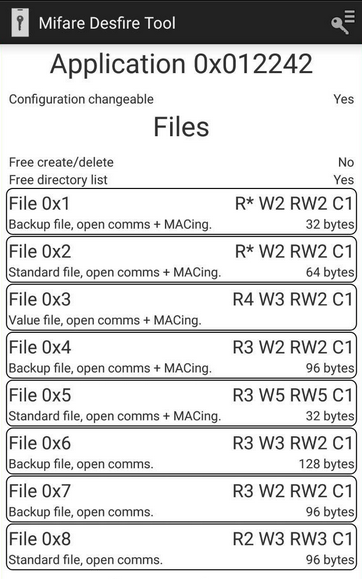 Mifare Desfire Tool
Application 0x012242
Configuration changeable Yes
Files
Free create/delete No
Free directory list Yes
File 0x1 R* W2 RW2 C1
Backup file, open comms + MACing. 32 bytes
File 0x2 R* W2 RW2 C1
Standard file, open comms + MACing. 64 bytes
File 0x3 R4 W3 RW2 C1
Value file, open comms + MACing.
File 0x4 R3 W2 RW2 C1
Backup file, open comms + MACing. 96 bytes
File 0x5 R3 W5 RW5 C1
Standard file, open comms + MACing. 32 bytes
File 0x6 R3 W3 RW2 C1
Backup file, open comms. 128 bytes
File 0x7 R3 W2 RW2 C1
Backup file, open comms. 96 bytes
File 0x8 R2 W3 RW3 C1
Standard file, open comms. 96 bytes